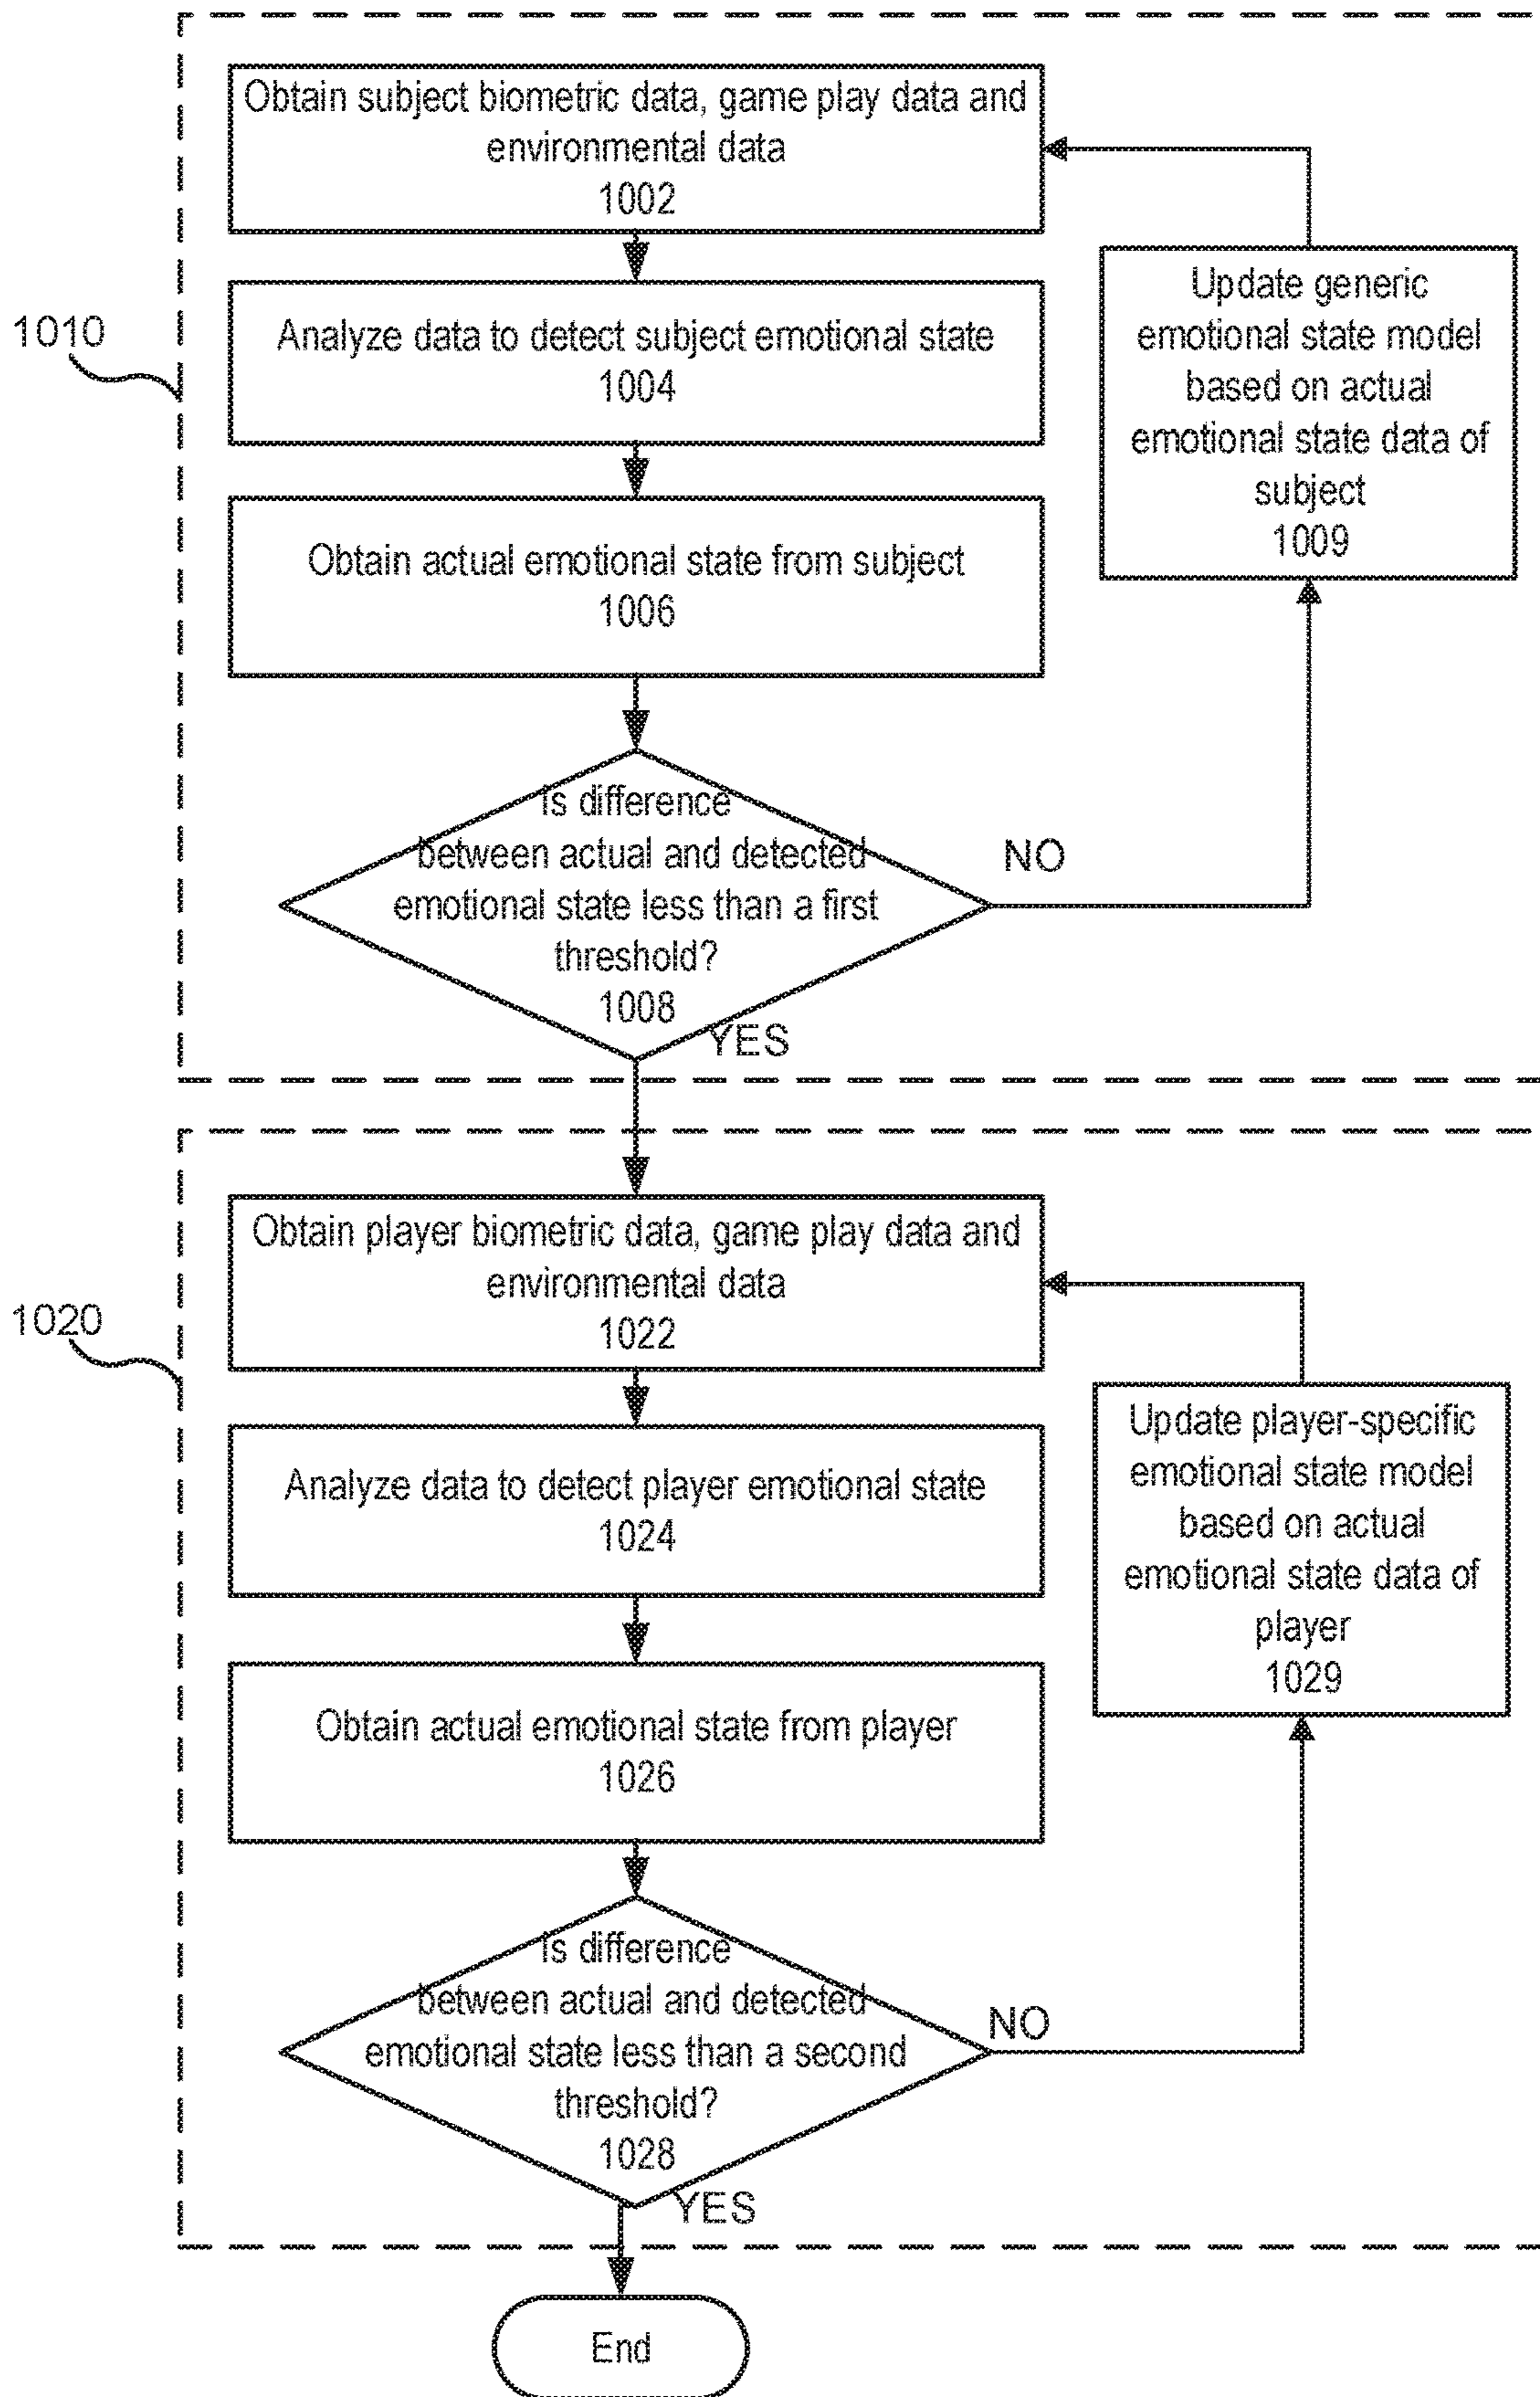 Obtain subject biometric data, game play data and
environmental data
1002
Analyze data to detect subject emotional state
1004
1010
Obtain actual emotional state from subject
1006
Update generic
emotional state model
based on actual
emotional state data of
subject
1009
Is difference
between actual and detected
emotional state less than a first
threshold?
1008
NO
YES
Obtain player biometric data, game play data and
environmental data
1022
1020
Analyze data to detect player emotional state
1024
Obtain actual emotional state from player
1026
Update player-specific
emotional state model
based on actual
emotional state data of
player
1029
Is difference
between actual and detected
emotional state less than a second
threshold?
1028
NO
YES
End